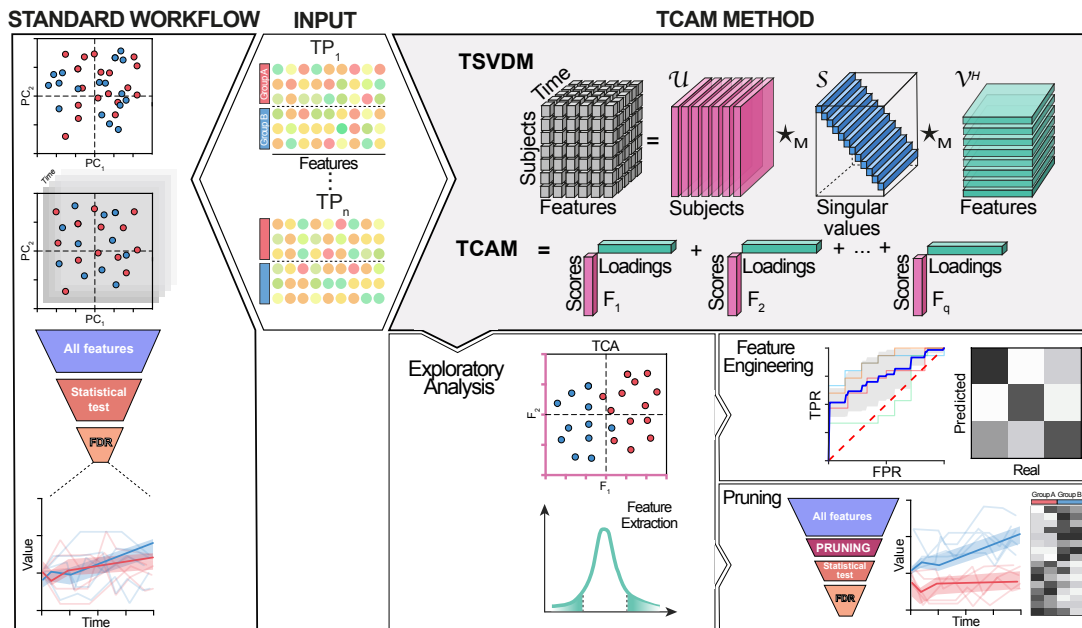 STANDARD WORKFLOW
INPUT
TCAM METHOD
PC2
PC1
Time
PC2
PC1
All features
Statistical
test
FDR
Value
Time
TP1
Group A
Group B
Features
TPn
TSVDM
Time
Subjects
Features
=
𝒰
Subjects
★M
𝒮
Singular
values
★M
𝒱ᴴ
Features
TCAM =
Scores
Loadings
F1
+
Scores
Loadings
F2
+ ... +
Scores
Loadings
Fq
Exploratory
Analysis
TCA
F2
F1
Feature
Extraction
Feature
Engineering
TPR
FPR
Predicted
Real
Pruning
All features
PRUNING
Statistical
test
FDR
Value
Time
Group A Group B